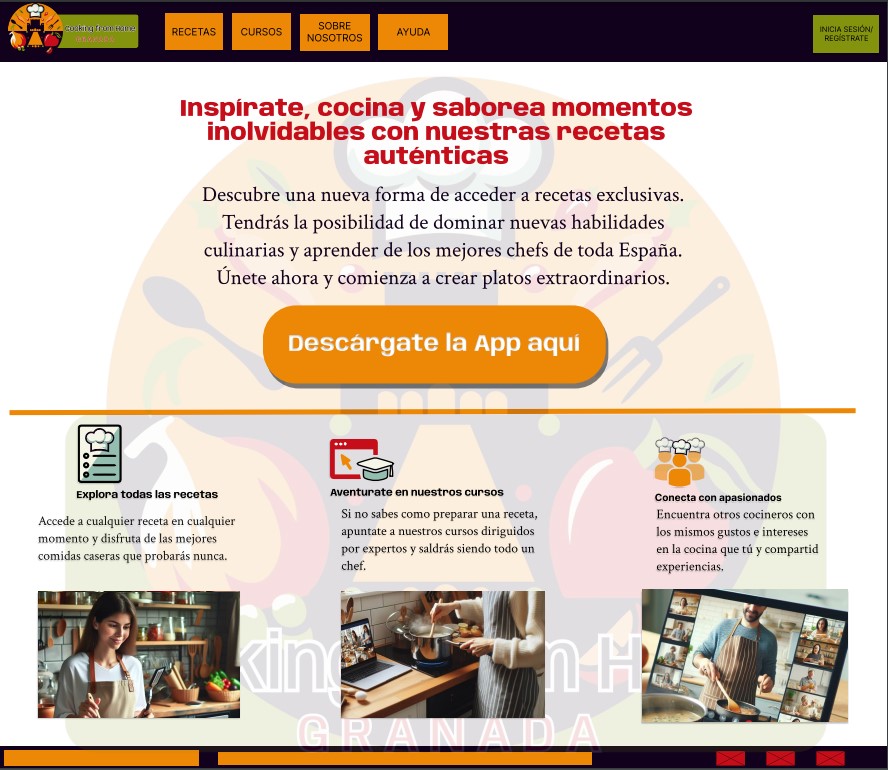 Cooking from Home
GRANADA
RECETAS
CURSOS
SOBRE
NOSOTROS
AYUDA
INICIA SESIÓN/
REGÍSTRATE
Inspírate, cocina y saborea momentos
inolvidables con nuestras recetas
auténticas
Descubre una nueva forma de acceder a recetas exclusivas.
Tendrás la posibilidad de dominar nuevas habilidades
culinarias y aprender de los mejores chefs de toda España.
Únete ahora y comienza a crear platos extraordinarios.
Descárgate la App aquí
Explora todas las recetas
Accede a cualquier receta en cualquier
momento y disfruta de las mejores
comidas caseras que probarás nunca.
Aventurate en nuestros cursos
Si no sabes como preparar una receta,
apuntate a nuestros cursos diriguidos
por expertos y saldrás siendo todo un
chef.
Conecta con apasionados
Encuentra otros cocineros con
los mismos gustos e intereses
en la cocina que tú y compartid
experiencias.
king
m H
GRANADA